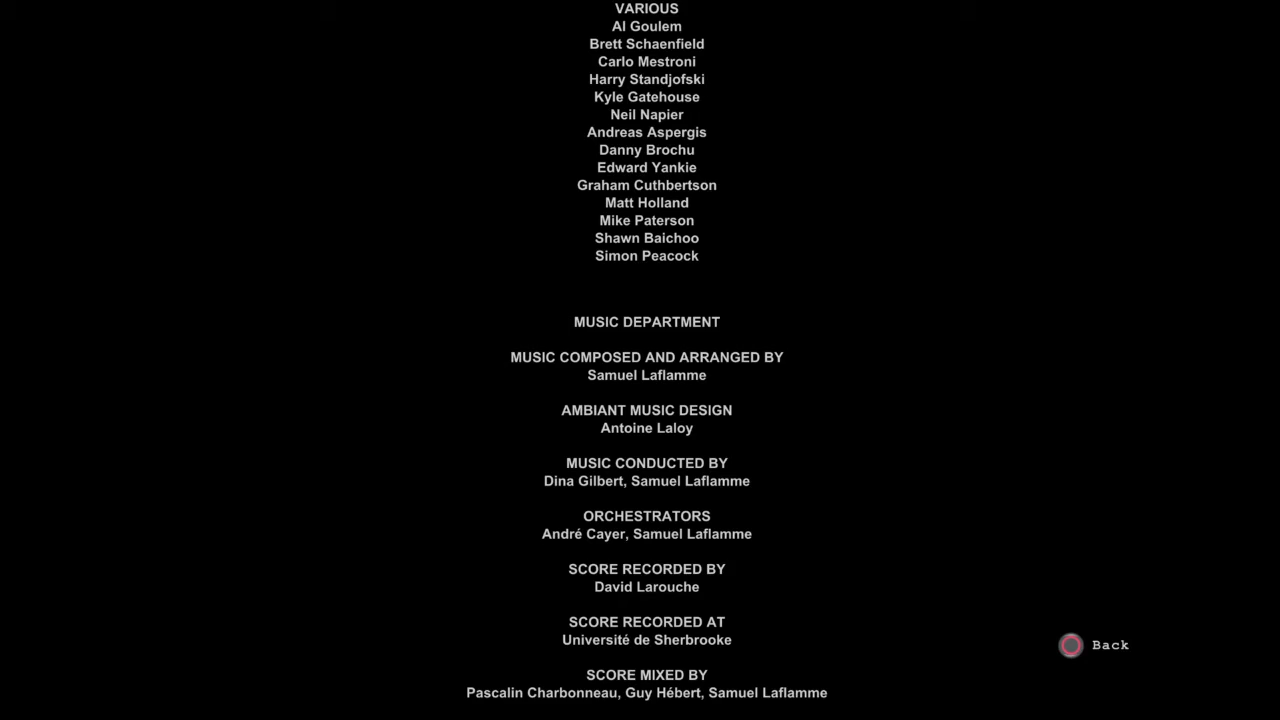 VARIOUS
Al Goulem
Brett Schaenfield
Carlo Mestroni
Harry Standjofski
Kyle Gatehouse
Neil Napier
Andreas Aspergis
Danny Brochu
Edward Yankie
Graham Cuthbertson
Matt Holland
Mike Paterson
Shawn Baichoo
Simon Peacock
MUSIC DEPARTMENT
MUSIC COMPOSED AND ARRANGED BY
Samuel Laflamme
AMBIANT MUSIC DESIGN
Antoine Laloy
MUSIC CONDUCTED BY
Dina Gilbert, Samuel Laflamme
ORCHESTRATORS
André Cayer, Samuel Laflamme
SCORE RECORDED BY
David Larouche
SCORE RECORDED AT
Université de Sherbrooke
Back
SCORE MIXED BY
Pascalin Charbonneau, Guy Hébert, Samuel Laflamme